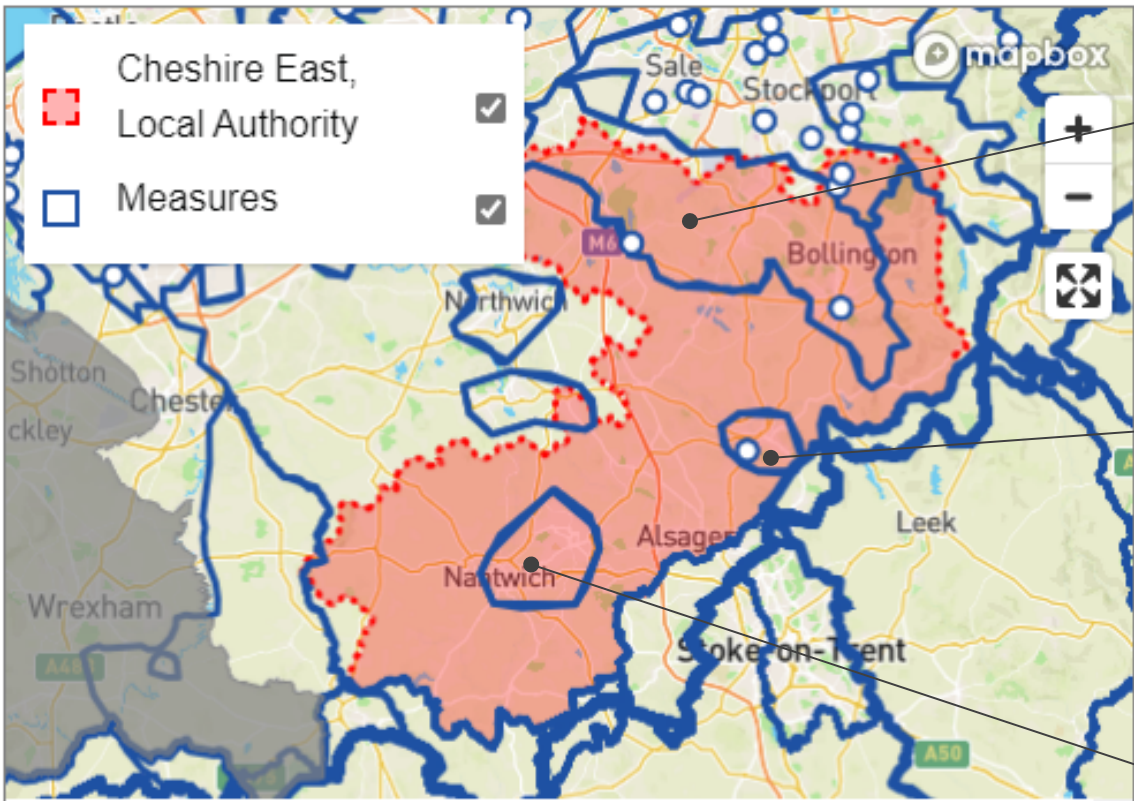 Cheshire East,
Local Authority
Measures
mapbox
+
−
Sale
Stockport
M6
Bollington
Northwich
Shotton
Chester
ckley
Alsager
Leek
Nantwich
Wrexham
Stoke-on-Trent
A50